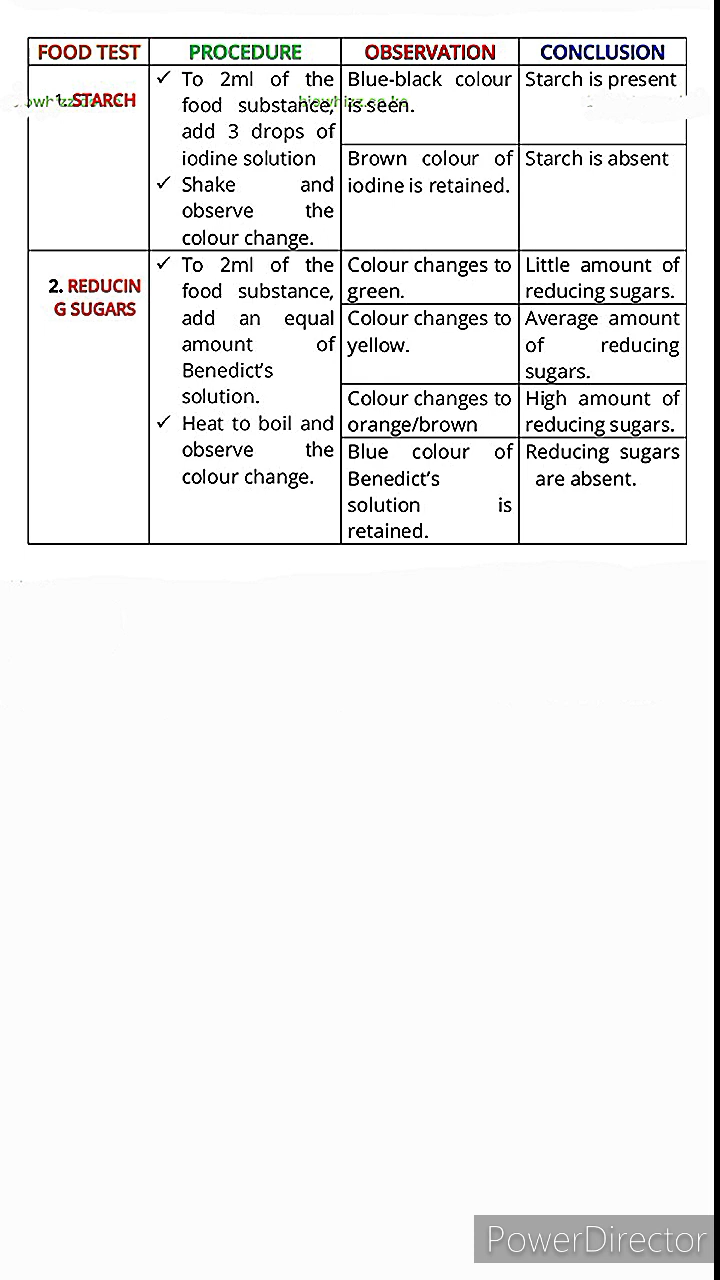 FOOD TEST
PROCEDURE
OBSERVATION
CONCLUSION
1. STARCH
✓ To 2ml of the
food substance,
add 3 drops of
iodine solution
✓ Shake and
observe the
colour change.
Blue-black colour
is seen.
Starch is present
Brown colour of
iodine is retained.
Starch is absent
2. REDUCIN
G SUGARS
✓ To 2ml of the
food substance,
add an equal
amount of
Benedict's
solution.
✓ Heat to boil and
observe the
colour change.
Colour changes to
green.
Little amount of
reducing sugars.
Colour changes to
yellow.
Average amount
of reducing
sugars.
Colour changes to
orange/brown
High amount of
reducing sugars.
Blue colour of
Benedict's
solution is
retained.
Reducing sugars
are absent.
PowerDirector